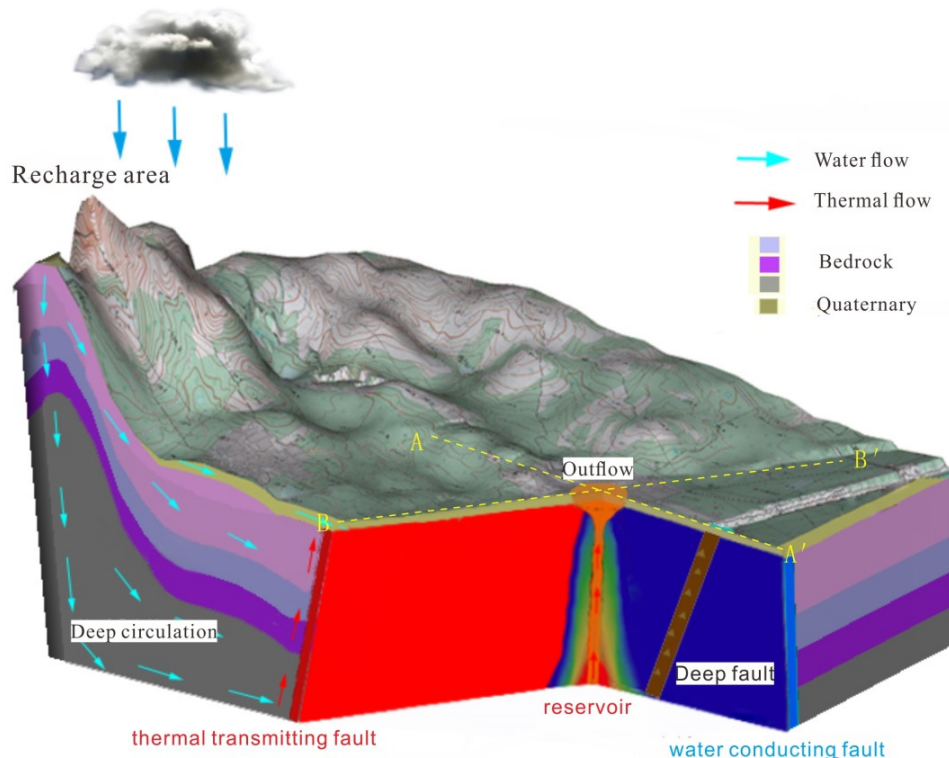 Recharge area
Water flow
Thermal flow
Bedrock
Quaternary
A
B'
Outflow
B
A'
Deep circulation
Deep fault
reservoir
thermal transmitting fault
water conducting fault